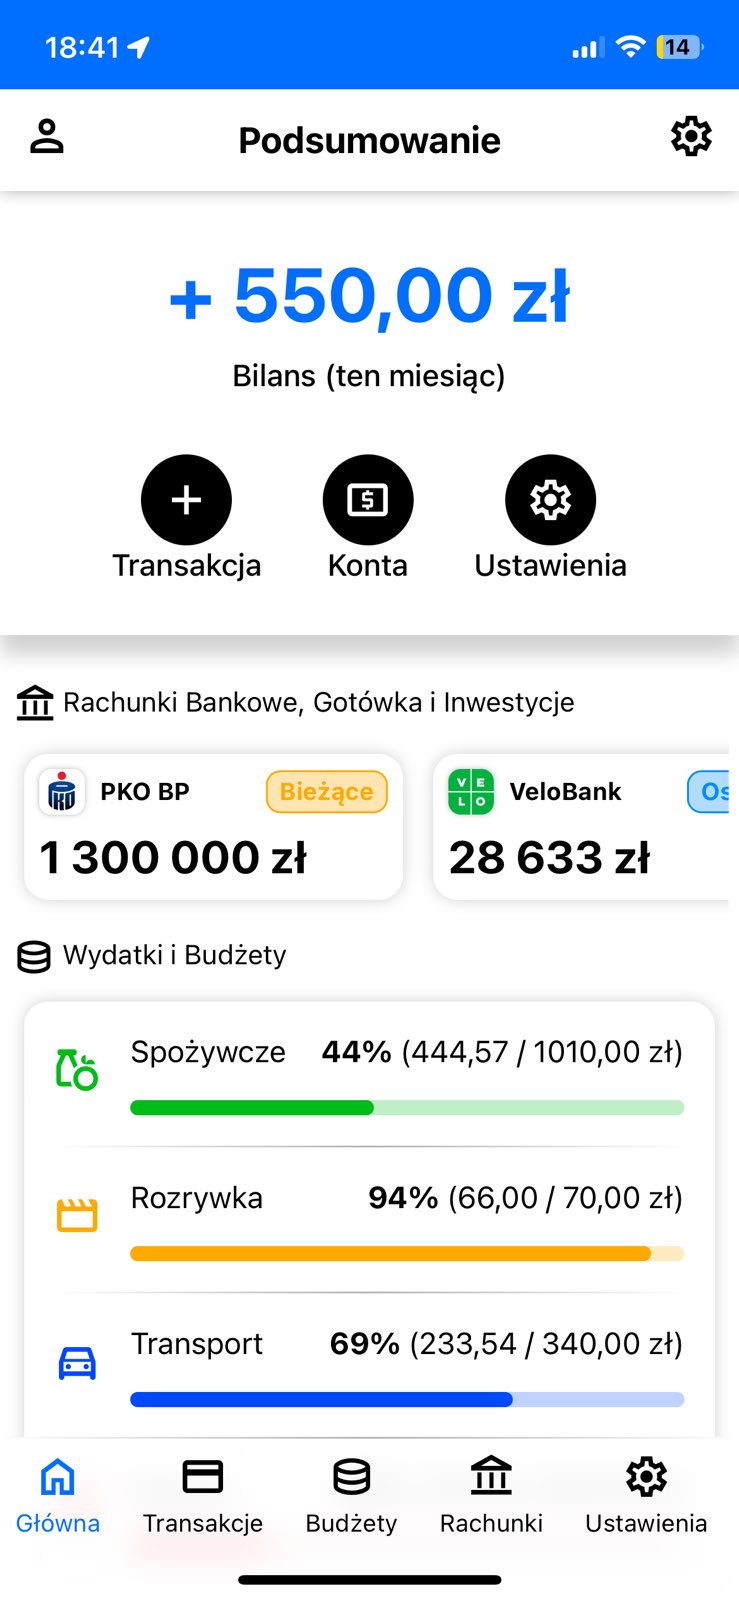 18:41
14
Podsumowanie
+ 550,00 zł
Bilans (ten miesiąc)
Transakcja Konta Ustawienia
Rachunki Bankowe, Gotówka i Inwestycje
PKO BP Bieżące
1 300 000 zł
VELO VeloBank Os
28 633 zł
Wydatki i Budżety
Spożywcze 44% (444,57 / 1010,00 zł)
Rozrywka 94% (66,00 / 70,00 zł)
Transport 69% (233,54 / 340,00 zł)
Główna Transakcje Budżety Rachunki Ustawienia